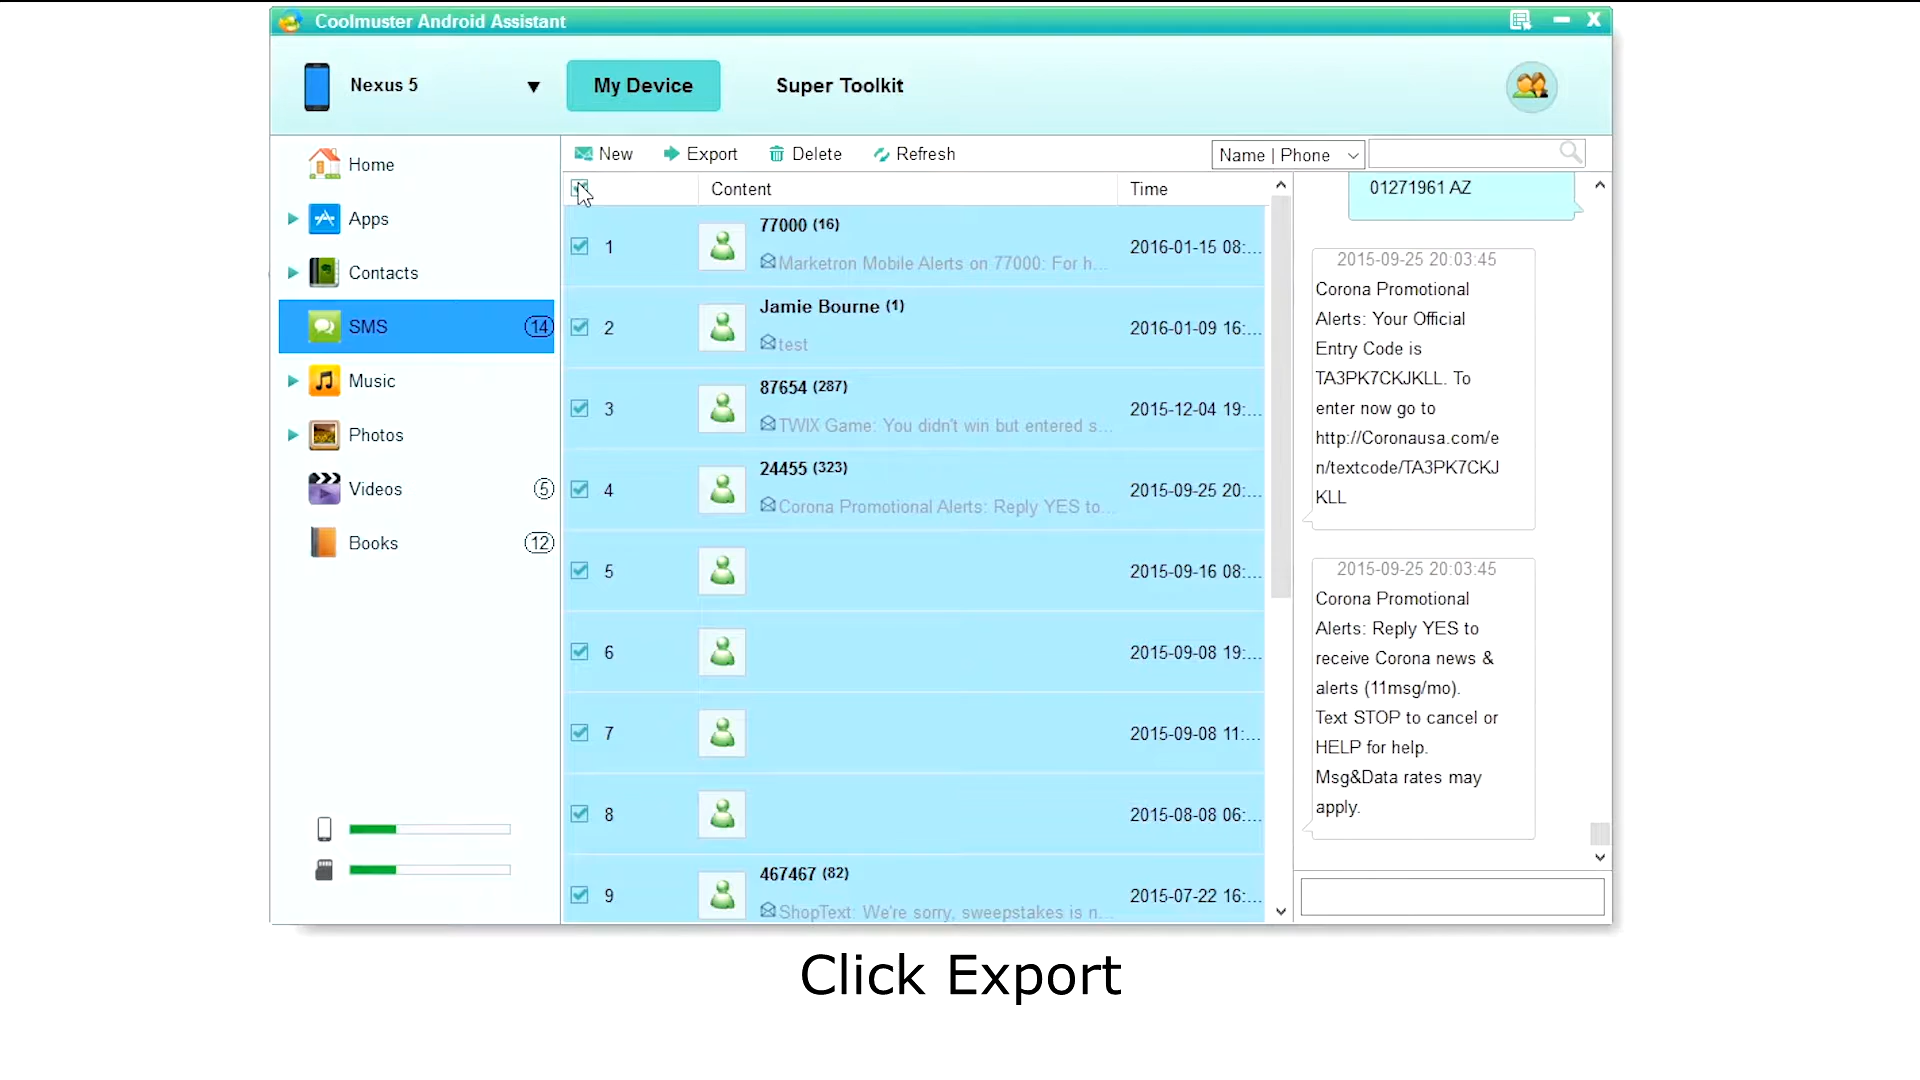 Coolmuster Android Assistant
Nexus 5
My Device
Super Toolkit
Home
Apps
Contacts
SMS
14
Music
Photos
Videos
5
Books
12
New
Export
Delete
Refresh
Name | Phone
Content
Time
1
77000 (16)
Marketron Mobile Alerts on 77000: For h...
2016-01-15 08:...
2
Jamie Bourne (1)
test
2016-01-09 16:...
3
87654 (287)
TWIX Game: You didn't win but entered s...
2015-12-04 19:...
4
24455 (323)
Corona Promotional Alerts: Reply YES to...
2015-09-25 20:...
5
2015-09-16 08:...
6
2015-09-08 19:...
7
2015-09-08 11:...
8
2015-08-08 06:...
9
467467 (82)
ShopText: We're sorry, sweepstakes is n...
2015-07-22 16:...
01271961 AZ
2015-09-25 20:03:45
Corona Promotional
Alerts: Your Official
Entry Code is
TA3PK7CKJKLL. To
enter now go to
http://Coronausa.com/e
n/textcode/TA3PK7CKJ
KLL
2015-09-25 20:03:45
Corona Promotional
Alerts: Reply YES to
receive Corona news &
alerts (11msg/mo).
Text STOP to cancel or
HELP for help.
Msg&Data rates may
apply.
Click Export